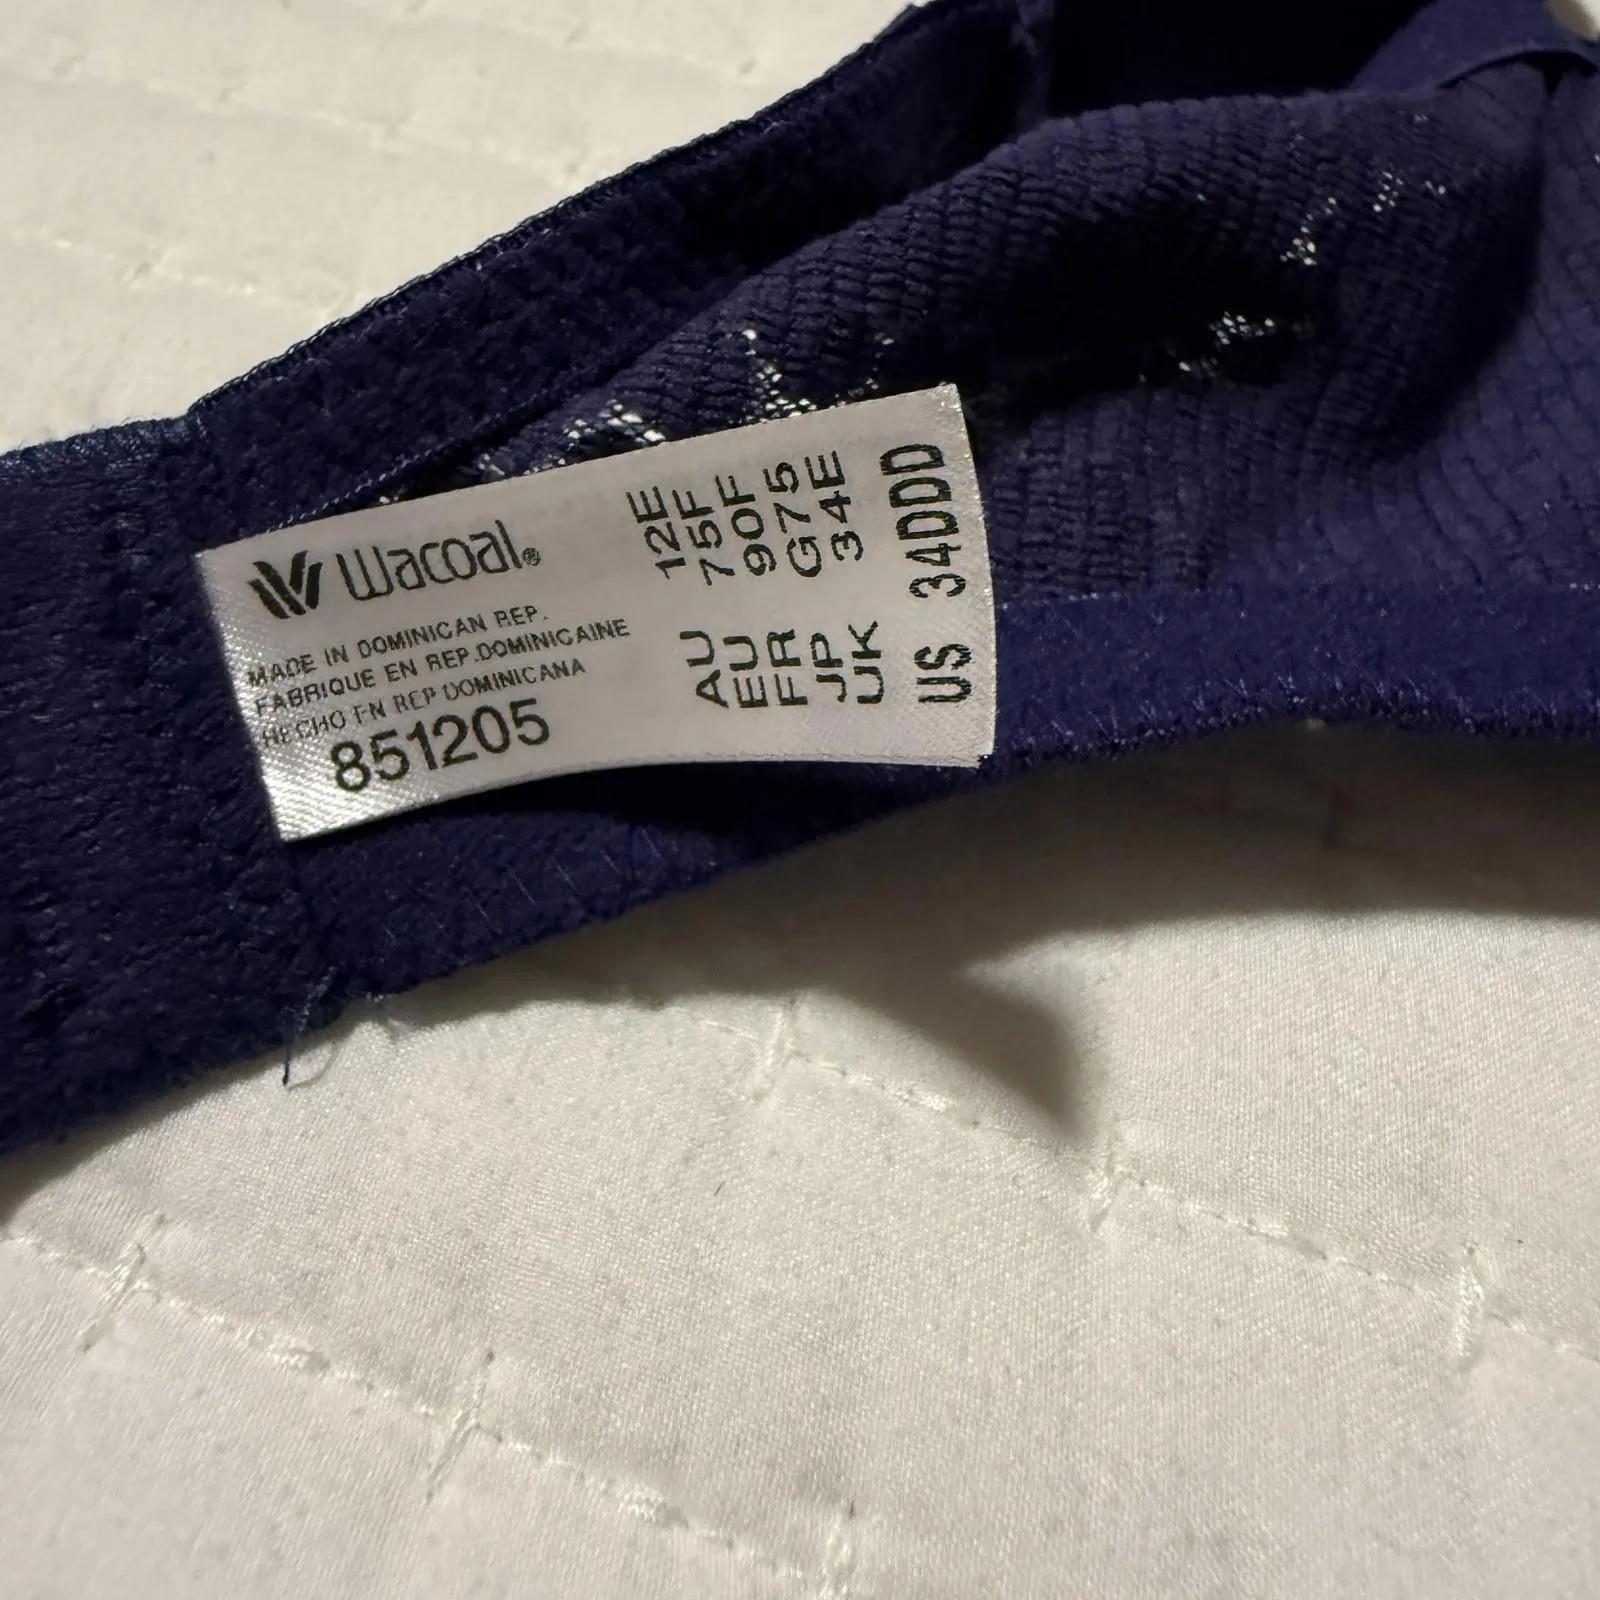 Wacoal®
MADE IN DOMINICAN REP.
FABRIQUE EN REP.DOMINICAINE
HECHO EN REP DOMINICANA
851205
AU 12E
EU 75F
FR 90F
JP G75
UK 34E
US 34DDD